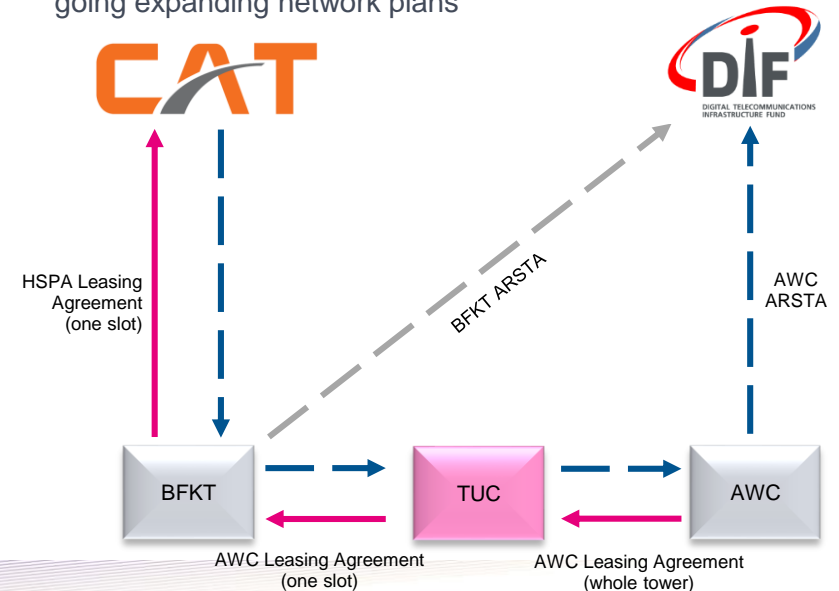 going expanding network plans
CAT
DIF
DIGITAL TELECOMMUNICATIONS
INFRASTRUCTURE FUND
HSPA Leasing
Agreement
(one slot)
BFKT ARSTA
AWC
ARSTA
BFKT
TUC
AWC
AWC Leasing Agreement
(one slot)
AWC Leasing Agreement
(whole tower)